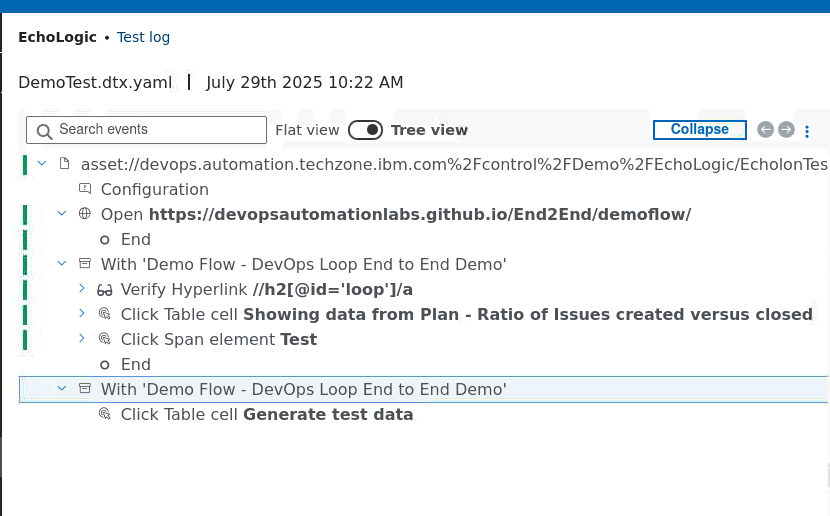 EchoLogic • Test log
DemoTest.dtx.yaml | July 29th 2025 10:22 AM
Search events Flat view Tree view Collapse
asset://devops.automation.techzone.ibm.com%2Fcontrol%2FDemo%2FEchoLogic/EcholonTes
Configuration
Open https://devopsautomationlabs.github.io/End2End/demoflow/
End
With 'Demo Flow - DevOps Loop End to End Demo'
Verify Hyperlink //h2[@id='loop']/a
Click Table cell Showing data from Plan - Ratio of Issues created versus closed
Click Span element Test
End
With 'Demo Flow - DevOps Loop End to End Demo'
Click Table cell Generate test data